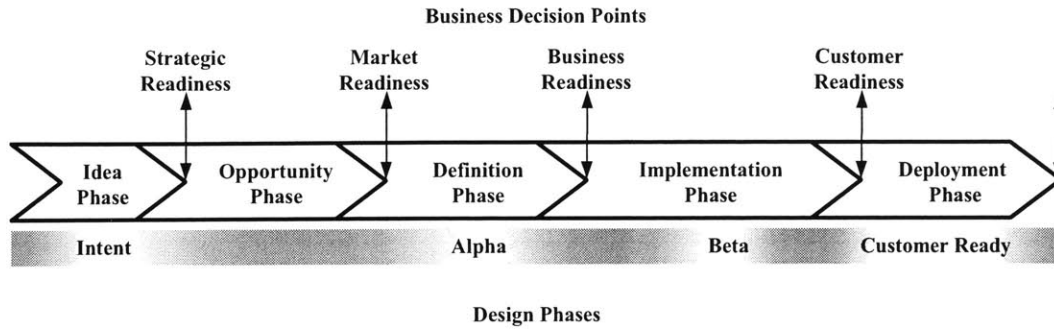 Business Decision Points
Strategic
Readiness
Market
Readiness
Business
Readiness
Customer
Readiness
Idea
Phase
Opportunity
Phase
Definition
Phase
Implementation
Phase
Deployment
Phase
Intent
Alpha
Beta
Customer Ready
Design Phases